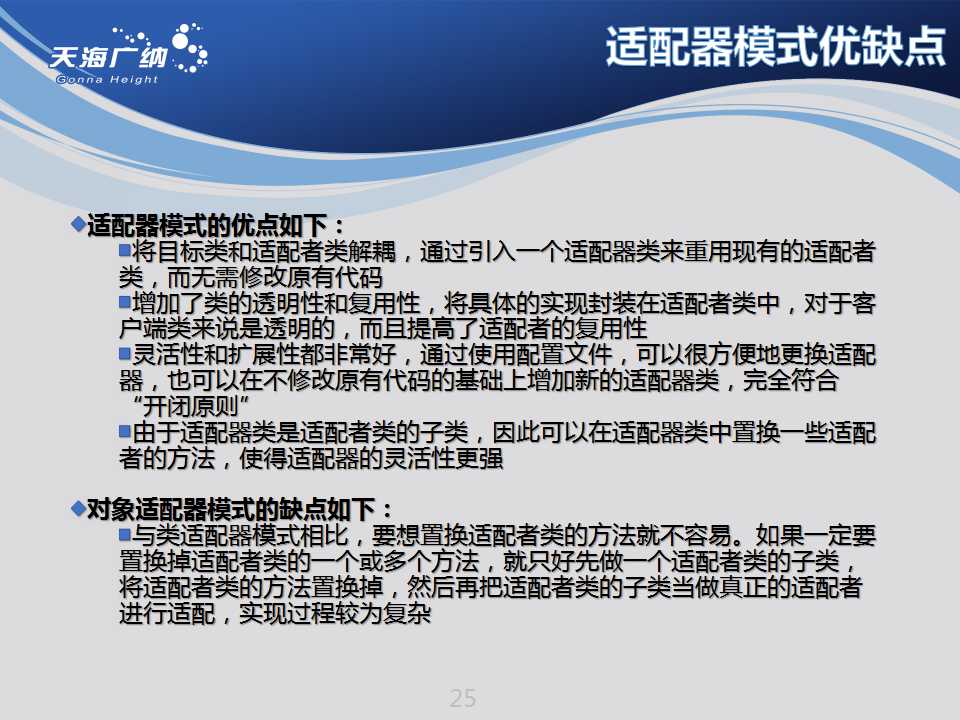 天海广纳
Gonna Height
适配器模式优缺点
适配器模式的优点如下：
将目标类和适配者类解耦，通过引入一个适配器类来重用现有的适配者
类，而无需修改原有代码
增加了类的透明性和复用性，将具体的实现封装在适配者类中，对于客
户端类来说是透明的，而且提高了适配者的复用性
灵活性和扩展性都非常好，通过使用配置文件，可以很方便地更换适配
器，也可以在不修改原有代码的基础上增加新的适配器类，完全符合
“开闭原则”
由于适配器类是适配者类的子类，因此可以在适配器类中置换一些适配
者的方法，使得适配器的灵活性更强
对象适配器模式的缺点如下：
与类适配器模式相比，要想置换适配者类的方法就不容易。如果一定要
置换掉适配者类的一个或多个方法，就只好先做一个适配者类的子类，
将适配者类的方法置换掉，然后再把适配者类的子类当做真正的适配者
进行适配，实现过程较为复杂
25